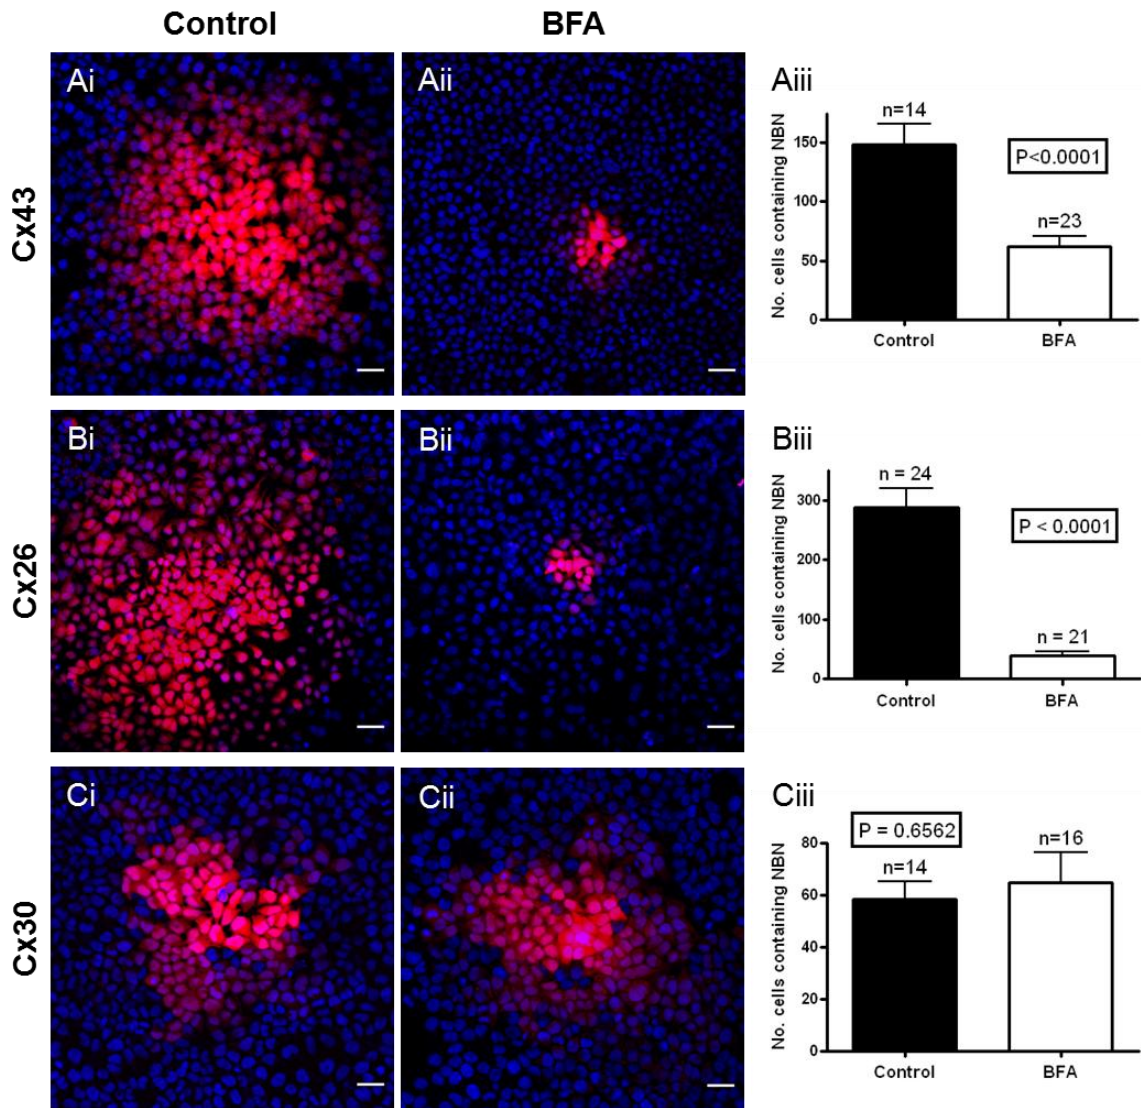 Control BFA
Cx43
Ai
Aii
Aiii
No. cells containing NBN
150
100
50
0
n=14
P<0.0001
n=23
Control BFA
Cx26
Bi
Bii
Biii
No. cells containing NBN
300
200
100
0
n = 24
P < 0.0001
n = 21
Control BFA
Cx30
Ci
Cii
Ciii
No. cells containing NBN
80
60
40
20
0
P = 0.6562
n=14
n=16
Control BFA